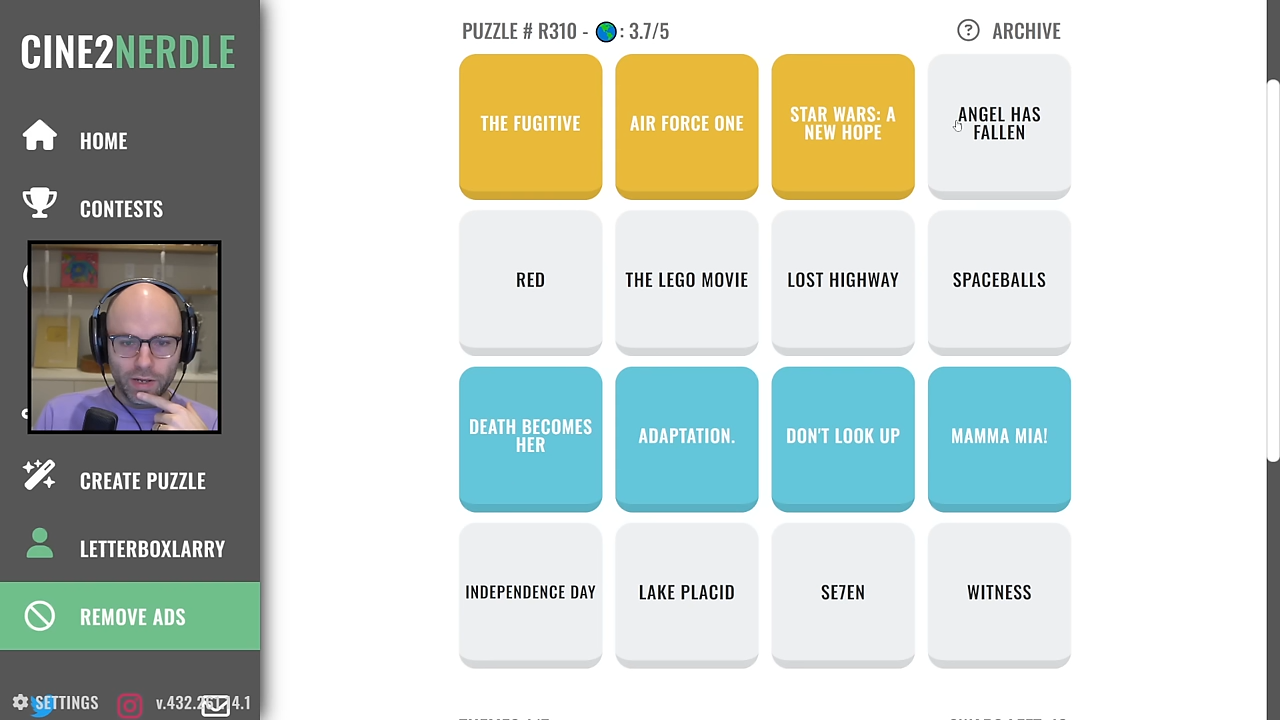 CINE2NERDLE
HOME
CONTESTS
CREATE PUZZLE
LETTERBOXLARRY
REMOVE ADS
SETTINGS
PUZZLE # R310 - : 3.7/5
? ARCHIVE
THE FUGITIVE
AIR FORCE ONE
STAR WARS: A
NEW HOPE
ANGEL HAS
FALLEN
RED
THE LEGO MOVIE
LOST HIGHWAY
SPACEBALLS
DEATH BECOMES
HER
ADAPTATION.
DON'T LOOK UP
MAMMA MIA!
INDEPENDENCE DAY
LAKE PLACID
SE7EN
WITNESS